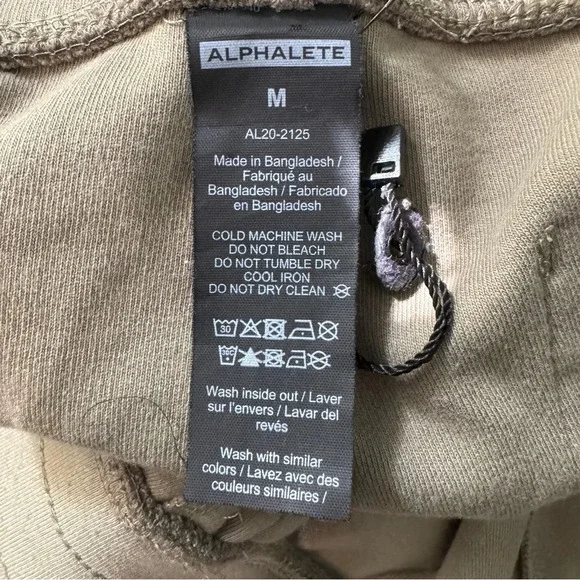 ALPHALETE
M
AL20-2125
Made in Bangladesh /
Fabriqué au
Bangladesh / Fabricado
en Bangladesh
COLD MACHINE WASH
DO NOT BLEACH
DO NOT TUMBLE DRY
COOL IRON
DO NOT DRY CLEAN
30
Wash inside out / Laver
sur l'envers / Lavar del
revés
Wash with similar
colors / Lavez avec des
couleurs similaires /